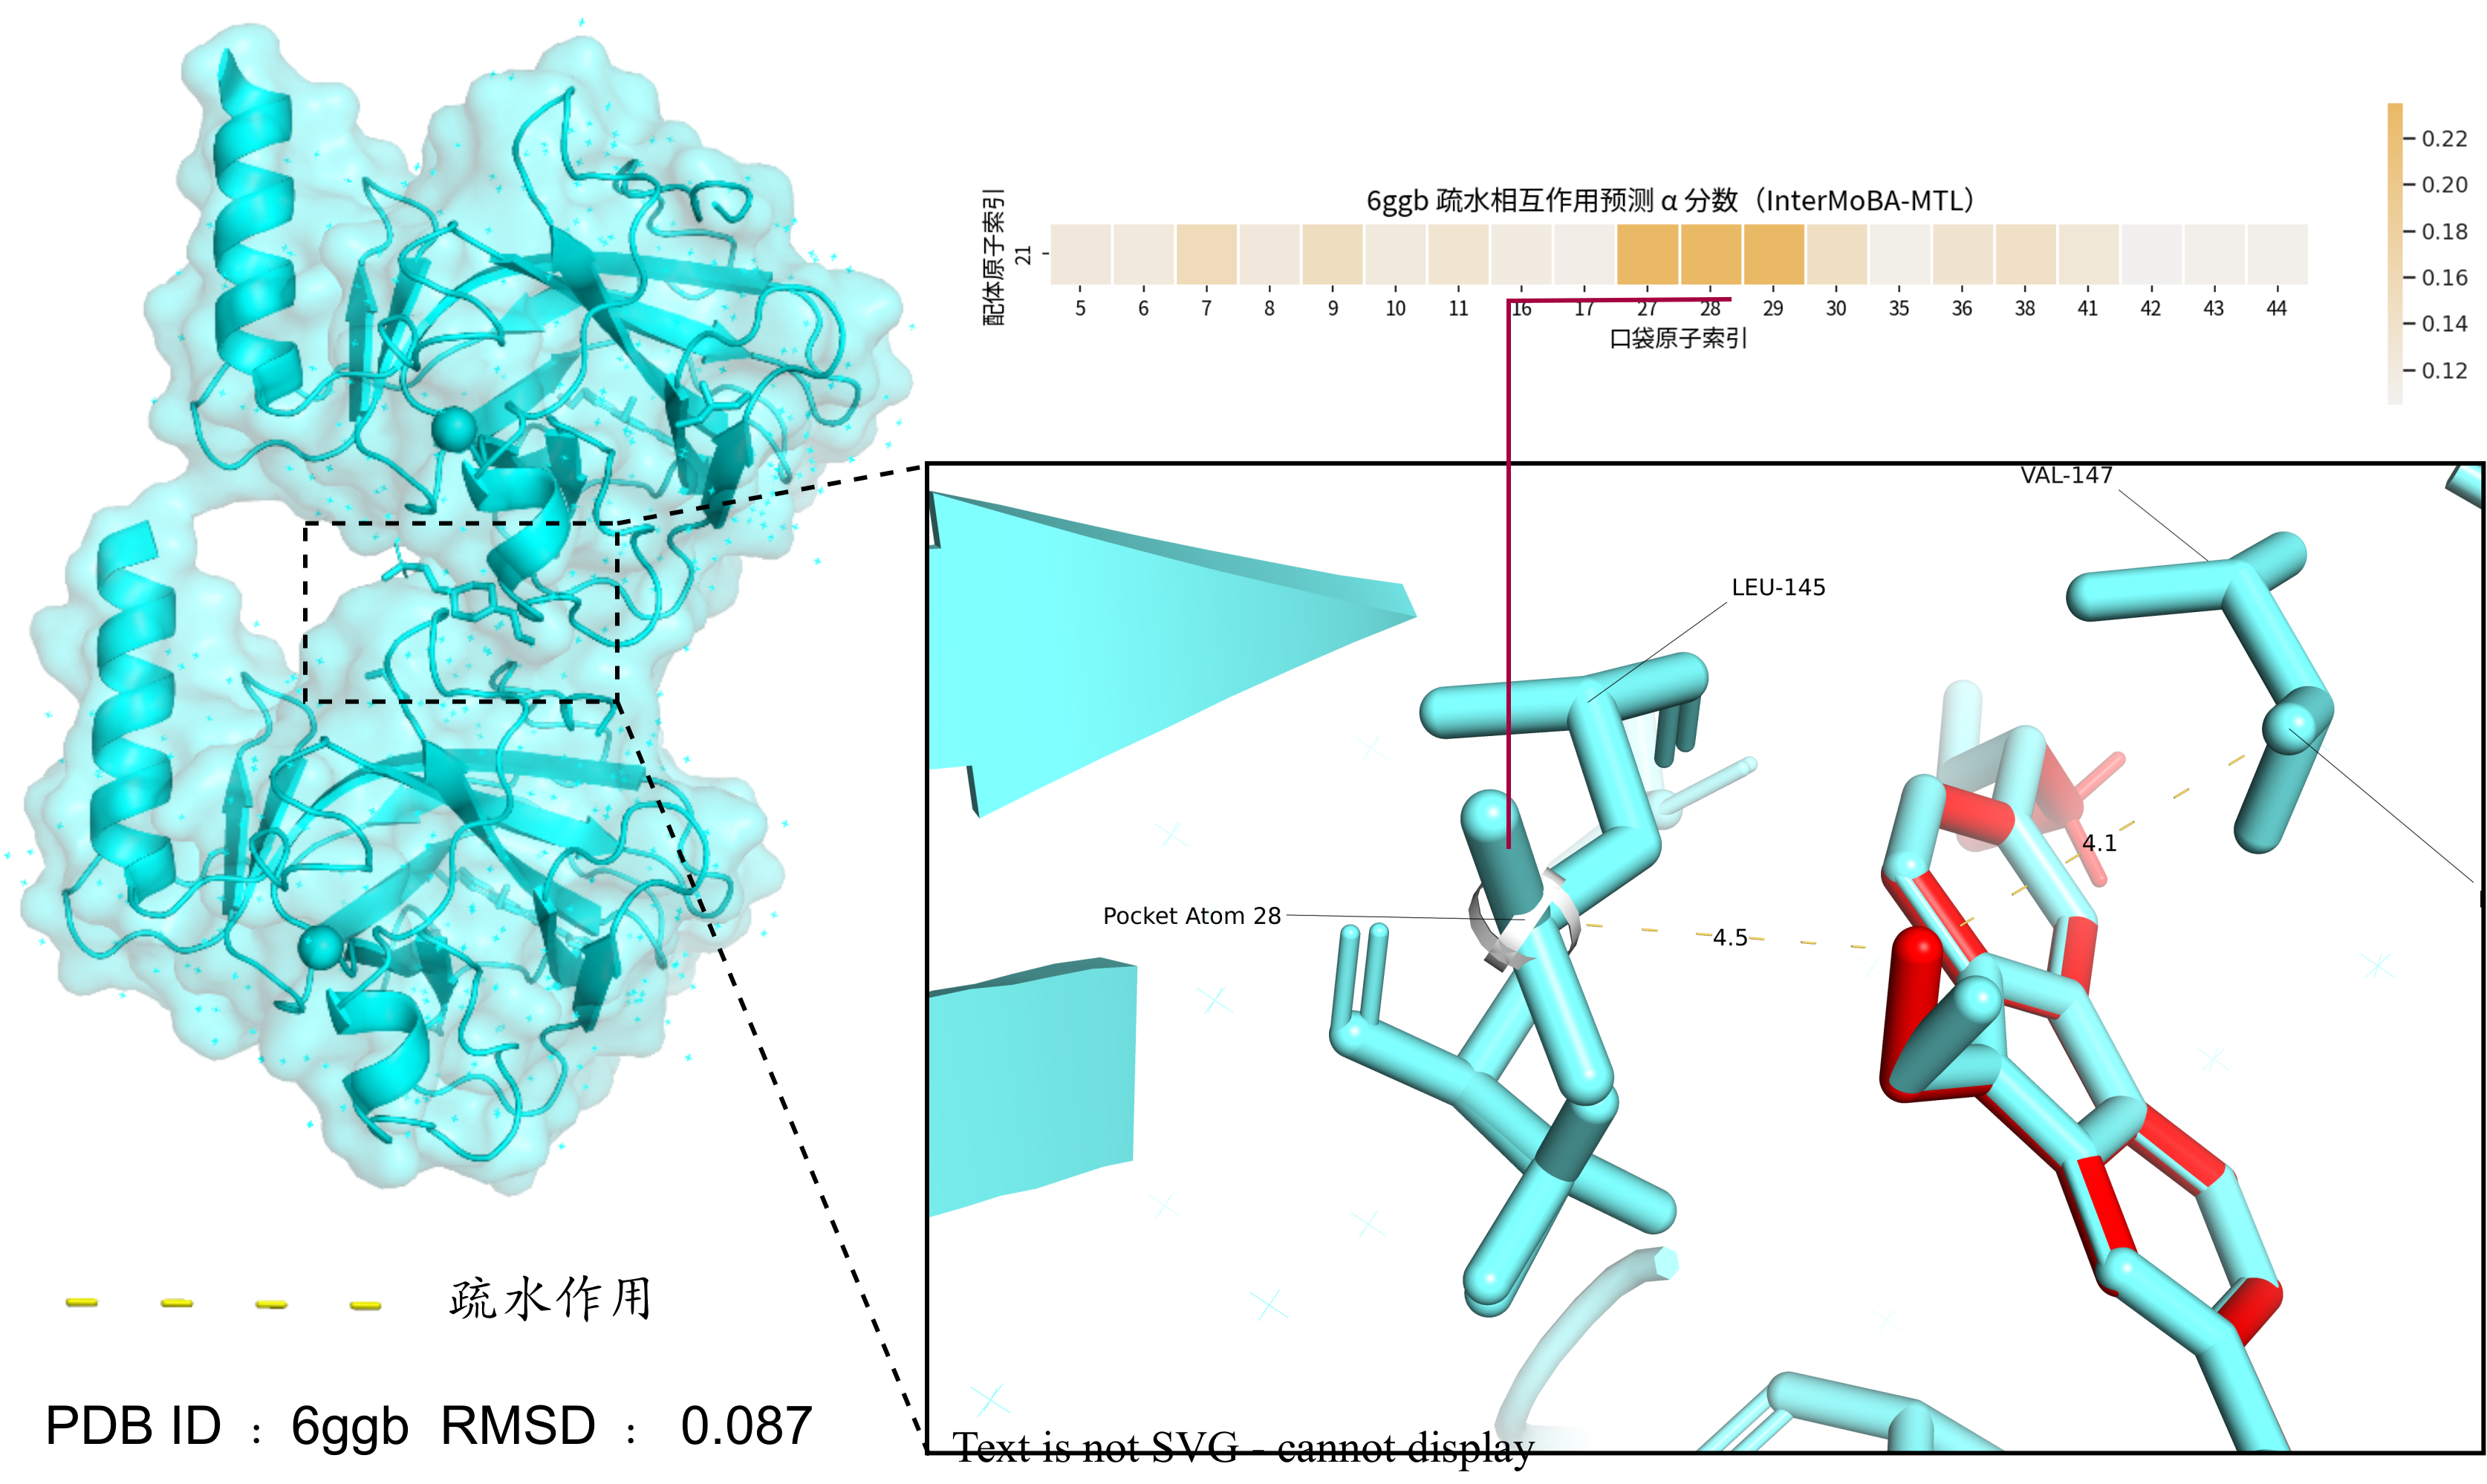 6ggb 疏水相互作用预测 α 分数（InterMoBA-MTL）
配体原子索引
21
5 6 7 8 9 10 11 16 17 27 28 29 30 35 36 38 41 42 43 44
口袋原子索引
0.22
0.20
0.18
0.16
0.14
0.12
VAL-147
LEU-145
4.1
Pocket Atom 28
4.5
疏水作用
PDB ID ： 6ggb RMSD ： 0.087
Text is not SVG - cannot display